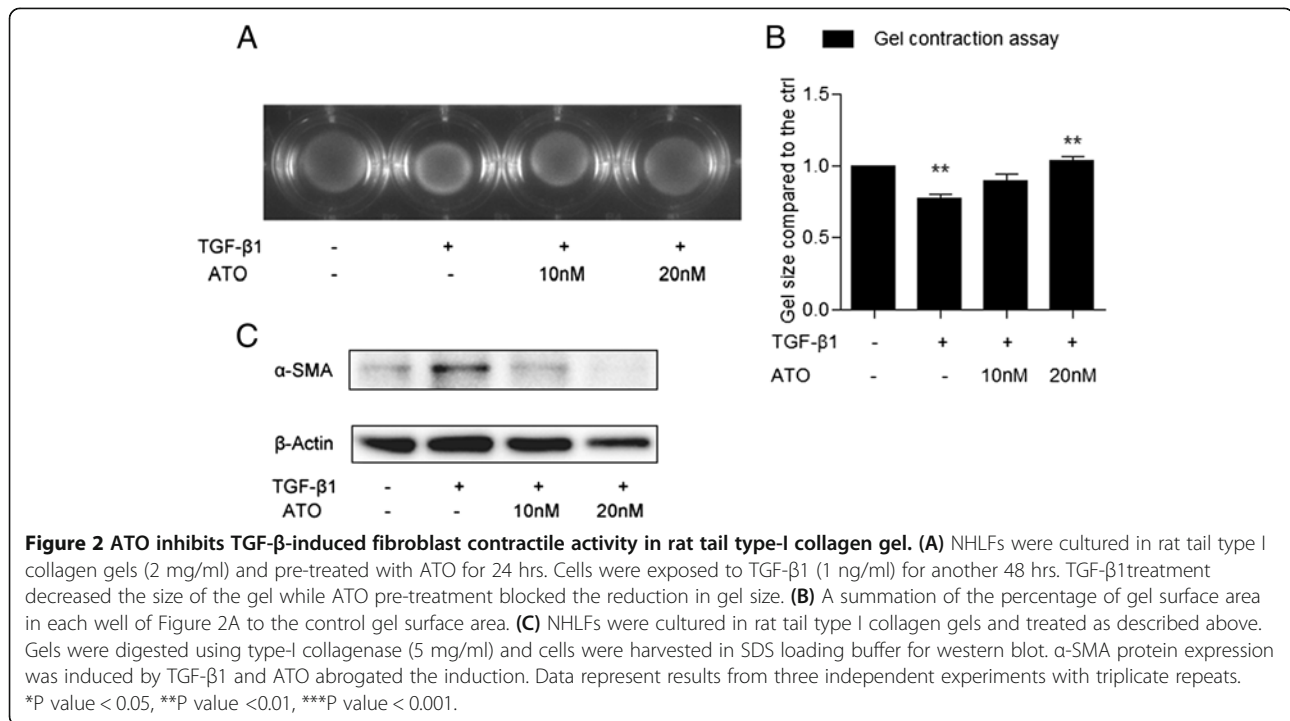 A
TGF-β1 - + + +
ATO - - 10nM 20nM
B
Gel contraction assay
Gel size compared to the ctrl
1.5
1.0
0.5
0.0
** **
TGF-β1 - + + +
ATO - - 10nM 20nM
C
α-SMA
β-Actin
TGF-β1 - + + +
ATO - - 10nM 20nM
Figure 2 ATO inhibits TGF-β-induced fibroblast contractile activity in rat tail type-I collagen gel. (A) NHLFs were cultured in rat tail type I
collagen gels (2 mg/ml) and pre-treated with ATO for 24 hrs. Cells were exposed to TGF-β1 (1 ng/ml) for another 48 hrs. TGF-β1treatment
decreased the size of the gel while ATO pre-treatment blocked the reduction in gel size. (B) A summation of the percentage of gel surface area
in each well of Figure 2A to the control gel surface area. (C) NHLFs were cultured in rat tail type I collagen gels and treated as described above.
Gels were digested using type-I collagenase (5 mg/ml) and cells were harvested in SDS loading buffer for western blot. α-SMA protein expression
was induced by TGF-β1 and ATO abrogated the induction. Data represent results from three independent experiments with triplicate repeats.
*P value < 0.05, **P value <0.01, ***P value < 0.001.